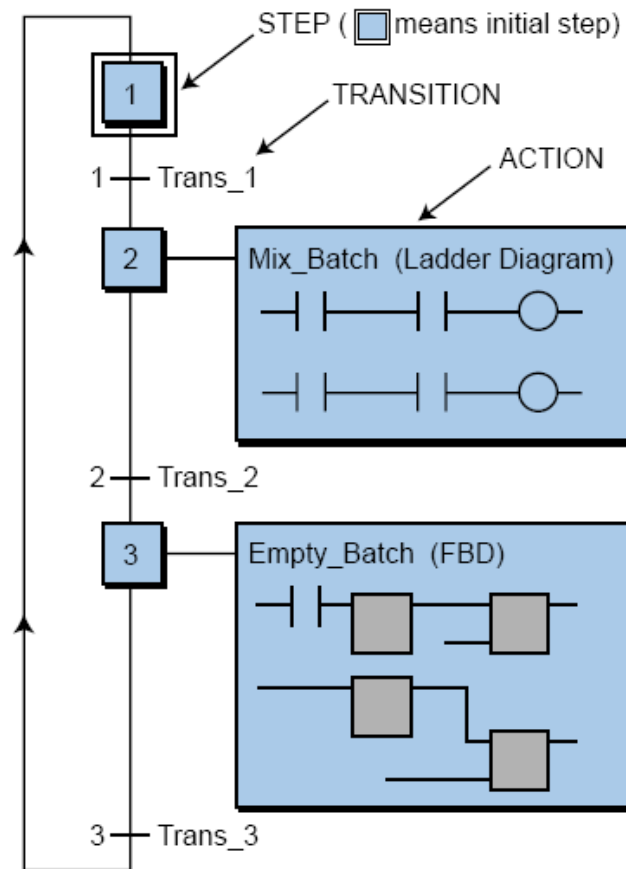 STEP ( means initial step)
1
TRANSITION
1 Trans_1
ACTION
2
Mix_Batch (Ladder Diagram)
2 Trans_2
3
Empty_Batch (FBD)
3 Trans_3